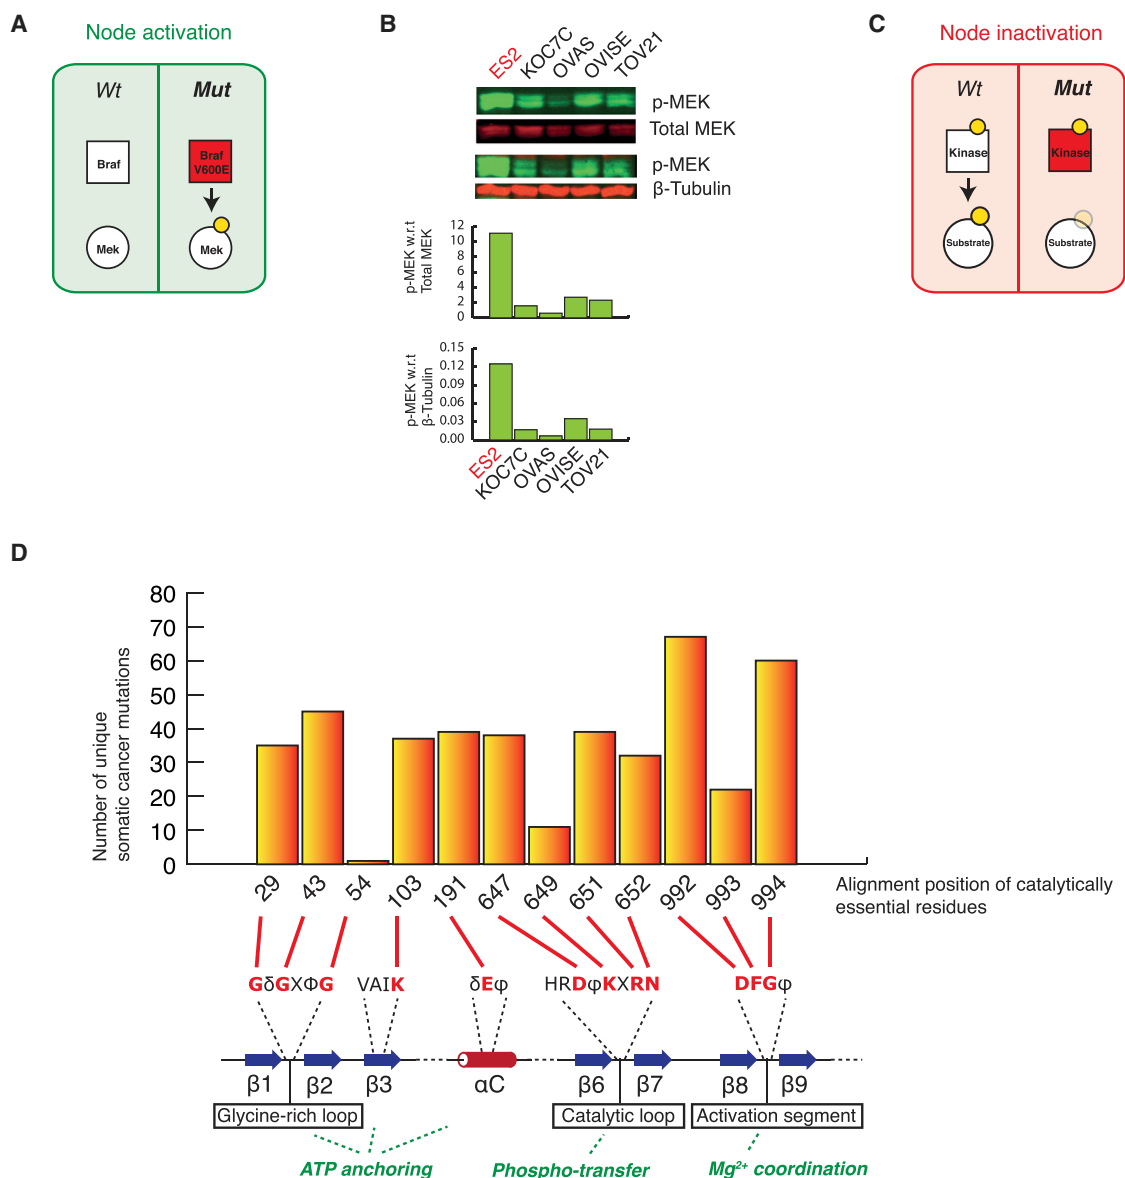 A
Node activation
Wt
Mut
Braf
Braf
V600E
Mek
Mek
B
ES2
KOC7C
OVAS
OVISE
TOV21
p-MEK
Total MEK
p-MEK
β-Tubulin
p-MEK w.r.t
Total MEK
12
10
8
6
4
2
0
p-MEK w.r.t
β-Tubulin
0.15
0.12
0.09
0.06
0.03
0.00
ES2
KOC7C
OVAS
OVISE
TOV21
C
Node inactivation
Wt
Mut
Kinase
Kinase
Substrate
Substrate
D
Number of unique
somatic cancer mutations
80
70
60
50
40
30
20
10
0
29 43 54 103 191 647 649 651 652 992 993 994
Alignment position of catalytically
essential residues
GδGXΦG VAIK δEφ HRDφKXRN DFGφ
β1 β2 β3 αC β6 β7 β8 β9
Glycine-rich loop Catalytic loop Activation segment
ATP anchoring Phospho-transfer Mg²⁺ coordination